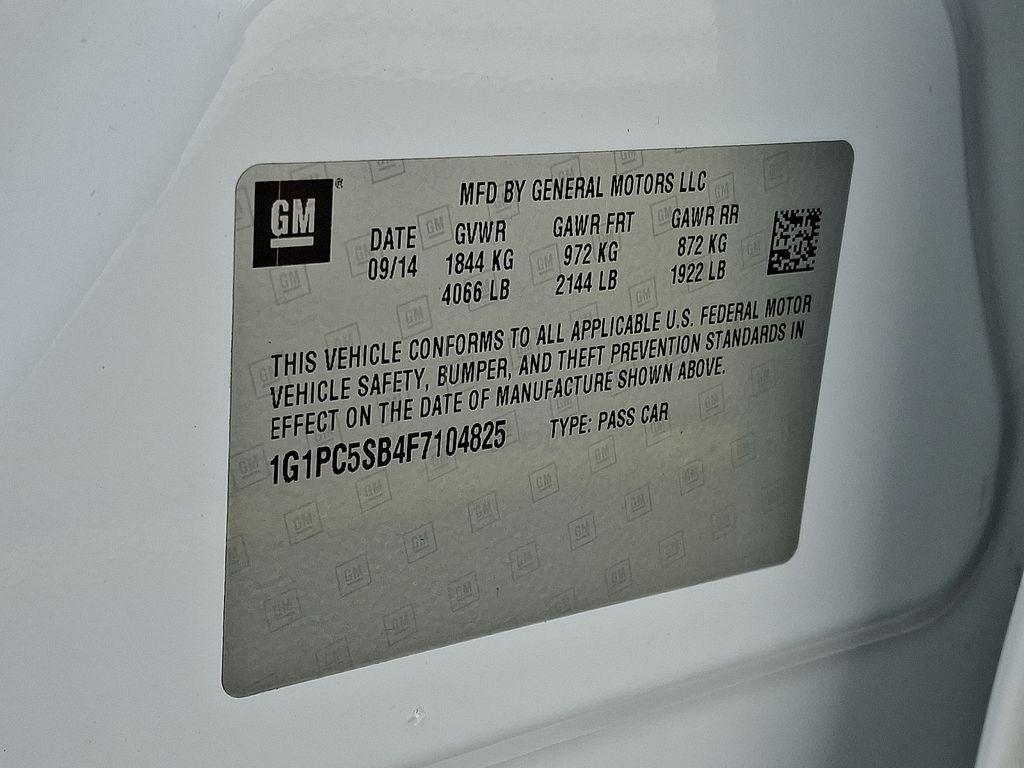 GM®
MFD BY GENERAL MOTORS LLC
DATE GVWR GAWR FRT GAWR RR
09/14 1844 KG 972 KG 872 KG
4066 LB 2144 LB 1922 LB
THIS VEHICLE CONFORMS TO ALL APPLICABLE U.S. FEDERAL MOTOR
VEHICLE SAFETY, BUMPER, AND THEFT PREVENTION STANDARDS IN
EFFECT ON THE DATE OF MANUFACTURE SHOWN ABOVE.
1G1PC5SB4F7104825 TYPE: PASS CAR